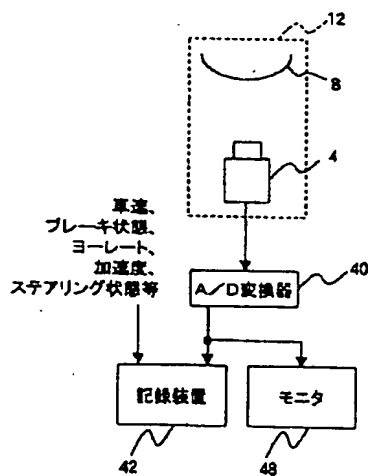 12
8
4
車速、
ブレーキ状態、
ヨーレート、
加速度、
ステアリング状態等
A/D変換器
40
記録装置
モニタ
42
48